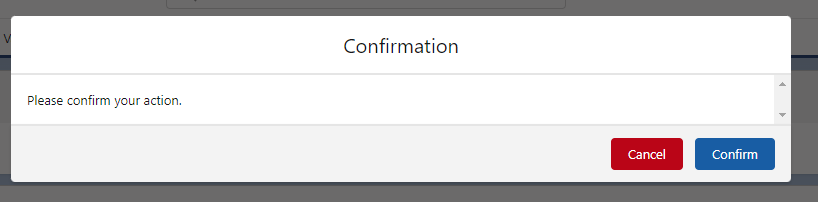 Confirmation
Please confirm your action.
Cancel Confirm